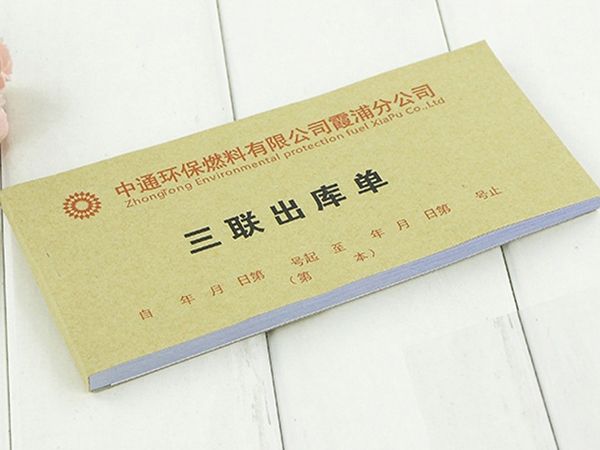 中通环保燃料有限公司霞浦分公司
Zhongtong Environmental protection fuel XiaPu Co.,Ltd
三联出库单
自 年 月 日第 号起 至 年 月 日第 号止
(第 本)